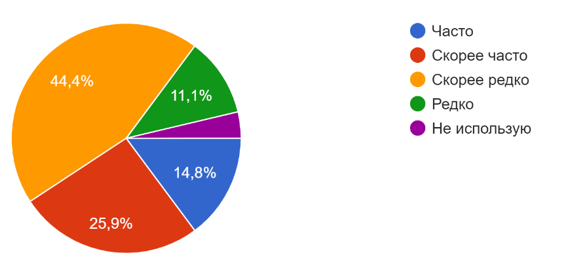 44,4%
11,1%
14,8%
25,9%
Часто
Скорее часто
Скорее редко
Редко
Не использую